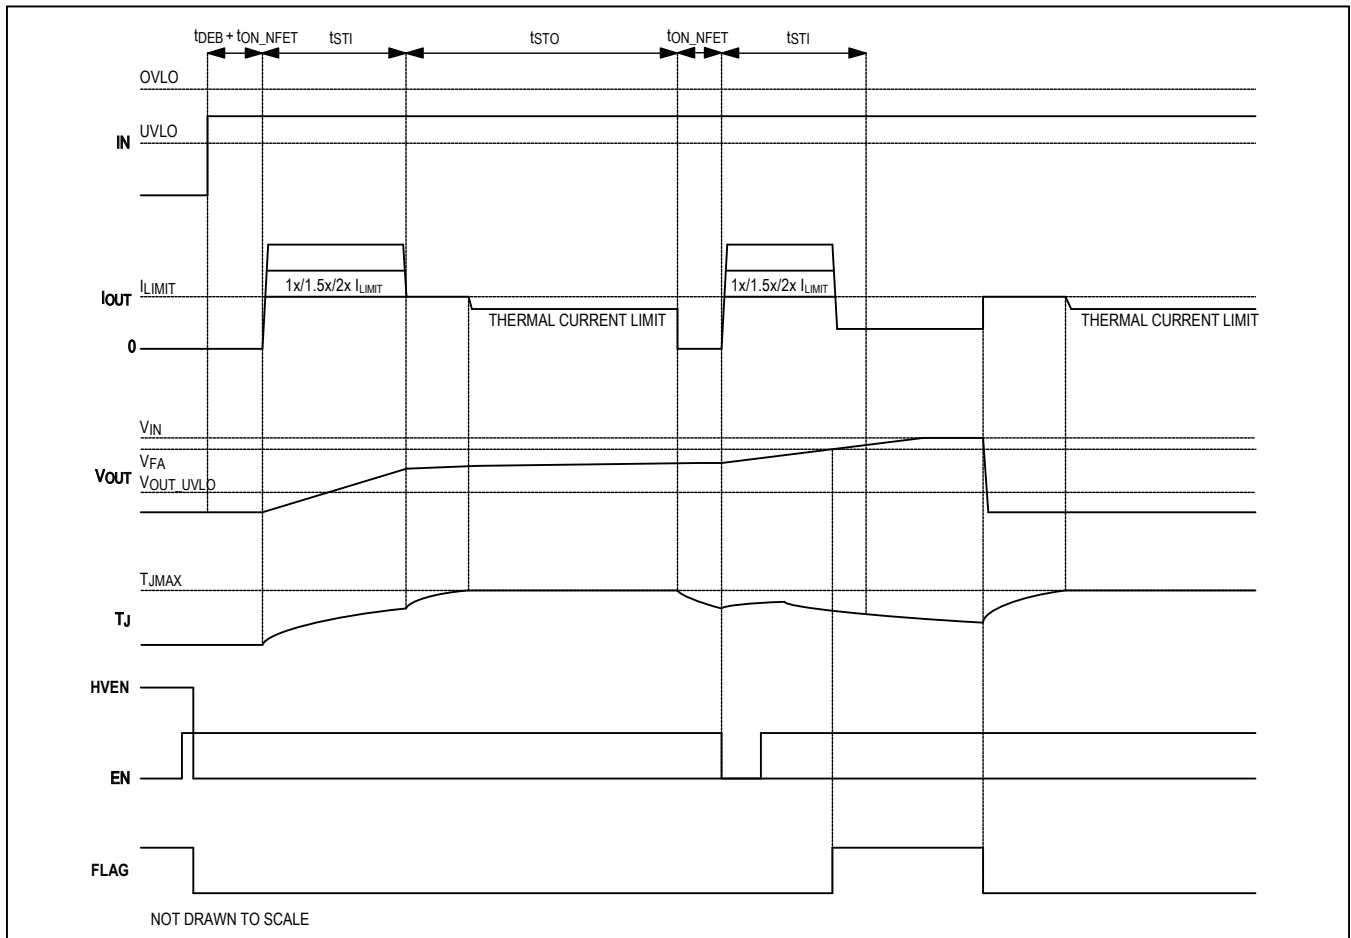 tDEB + tON_NFET tSTI tSTO tON_NFET tSTI
OVLO
UVLO
IN
ILIMIT
1x/1.5x/2x ILIMIT 1x/1.5x/2x ILIMIT
IOUT
THERMAL CURRENT LIMIT THERMAL CURRENT LIMIT
0
VIN
VFA
VOUT
VOUT_UVLO
TJMAX
TJ
HVEN
EN
FLAG
NOT DRAWN TO SCALE